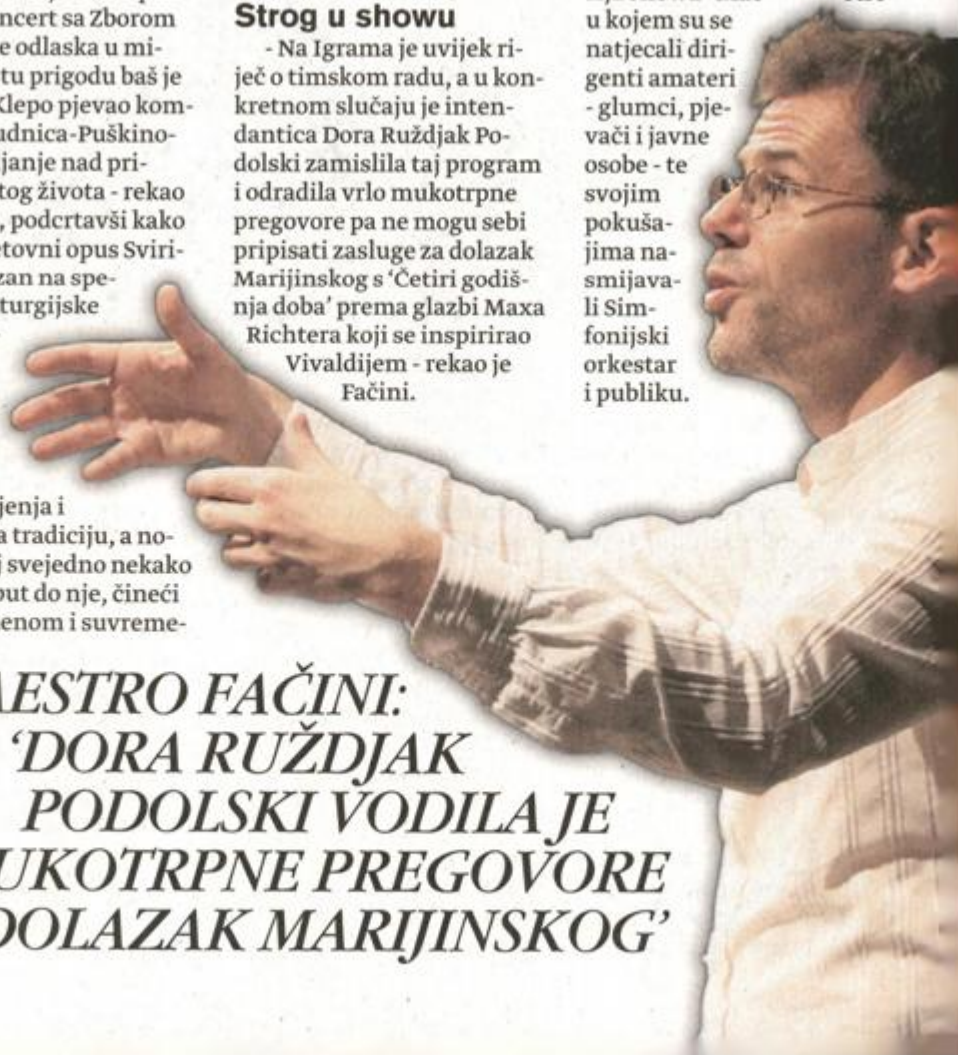 ncert sa Zborom
e odlaska u mi-
tu prigodu baš je
Klepo pjevao kom-
udnica-Puškino-
janje nad pri-
tog života - rekao
, podcrtavši kako
etovni opus Sviri-
zan na spe-
turgijske
jenja i
a tradiciju, a no-
j svejedno nekako
put do nje, čineći
enom i suvreme-
Strog u showu
- Na Igrama je uvijek ri-
ječ o timskom radu, a u kon-
kretnom slučaju je inten-
dantica Dora Ruždjak Po-
dolski zamislila taj program
i odradila vrlo mukotrpne
pregovore pa ne mogu sebi
pripisati zasluge za dolazak
Marijinskog s ‘Četiri godiš-
nja doba’ prema glazbi Maxa
Richtera koji se inspirirao
Vivaldijem - rekao je
Fačini.
u kojem su se
natjecali diri-
genti amateri
- glumci, pje-
vači i javne
osobe - te
svojim
pokuša-
jima na-
smijava-
li Sim-
fonijski
orkestar
i publiku.
AESTRO FAČINI:
‘DORA RUŽDJAK
PODOLSKI VODILA JE
UKOTRPNE PREGOVORE
DOLAZAK MARIJINSKOG’